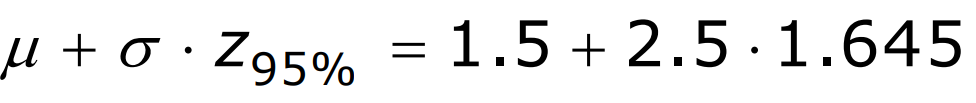 μ + σ · z95% = 1.5 + 2.5 · 1.645